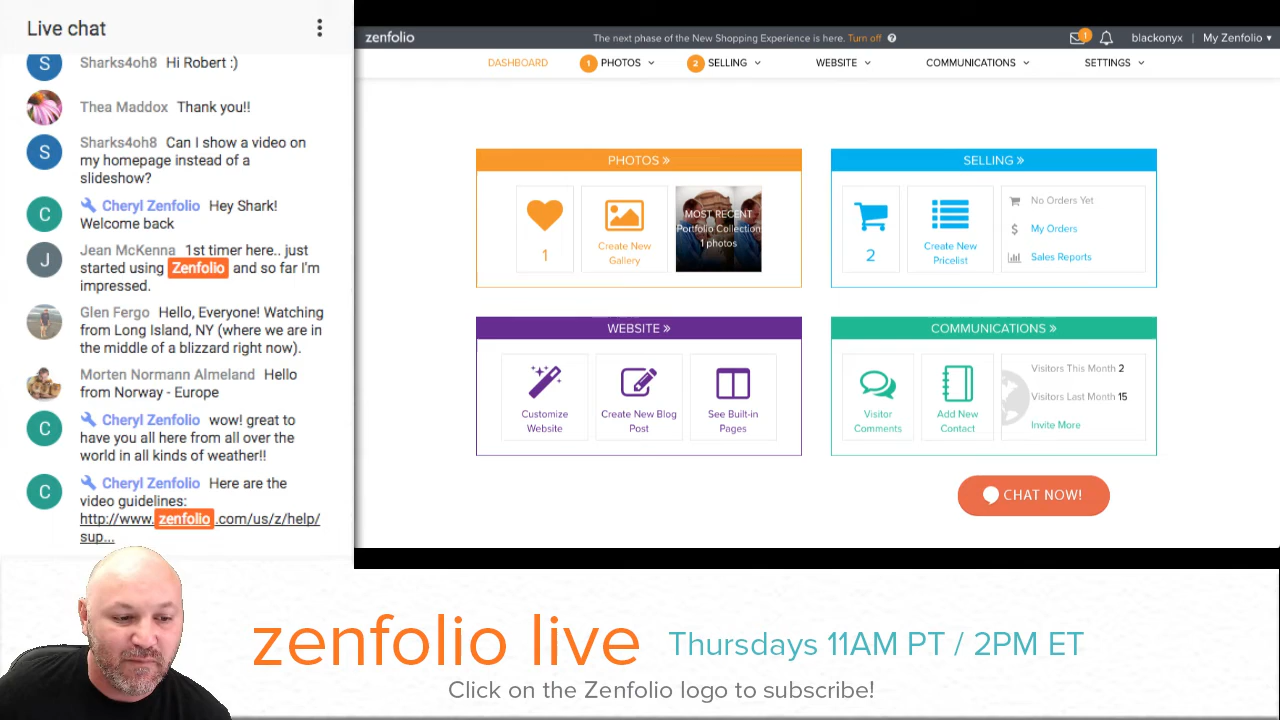 Live chat
S Sharks4oh8 Hi Robert :)
Thea Maddox Thank you!!
S Sharks4oh8 Can I show a video on
my homepage instead of a
slideshow?
C Cheryl Zenfolio Hey Shark!
Welcome back
J Jean McKenna 1st timer here.. just
started using Zenfolio and so far I'm
impressed.
Glen Fergo Hello, Everyone! Watching
from Long Island, NY (where we are in
the middle of a blizzard right now).
Morten Normann Almeland Hello
from Norway - Europe
C Cheryl Zenfolio wow! great to
have you all here from all over the
world in all kinds of weather!!
C Cheryl Zenfolio Here are the
video guidelines:
http://www.zenfolio.com/us/z/help/
sup...
zenfolio
The next phase of the New Shopping Experience is here. Turn off ?
1
blackonyx | My Zenfolio
DASHBOARD 1 PHOTOS 2 SELLING WEBSITE COMMUNICATIONS SETTINGS
PHOTOS »
1
Create New
Gallery
MOST RECENT
Portfolio Collection
1 photos
SELLING »
2
Create New
Pricelist
No Orders Yet
$ My Orders
Sales Reports
WEBSITE »
Customize
Website
Create New Blog
Post
See Built-in
Pages
COMMUNICATIONS »
Visitor
Comments
Add New
Contact
Visitors This Month 2
Visitors Last Month 15
Invite More
CHAT NOW!
zenfolio live Thursdays 11AM PT / 2PM ET
Click on the Zenfolio logo to subscribe!